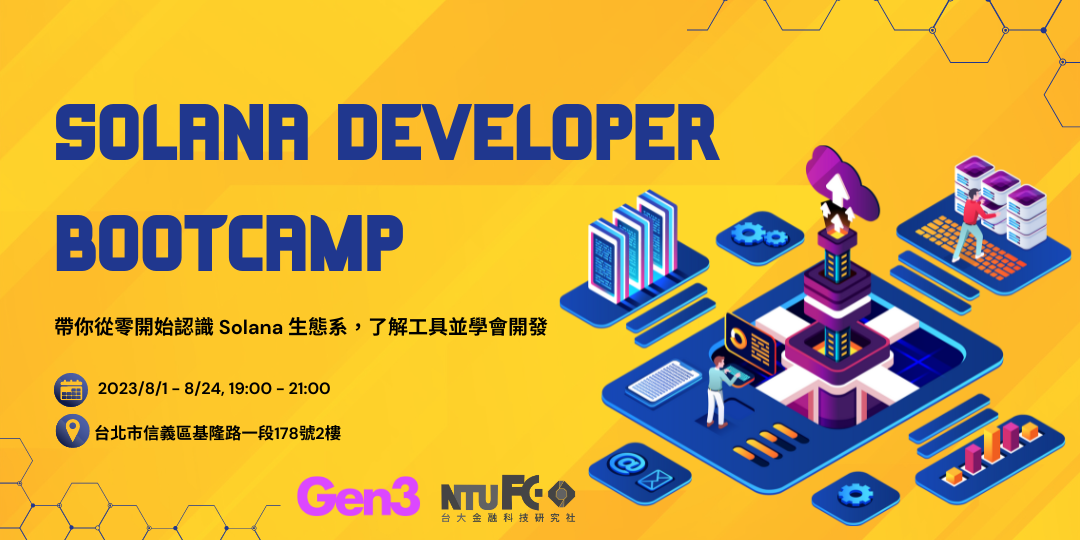 SOLANA DEVELOPER
BOOTCAMP
帶你從零開始認識 Solana 生態系，了解工具並學會開發
2023/8/1 – 8/24, 19:00 – 21:00
台北市信義區基隆路一段178號2樓
Gen3
NTUFC
台大金融科技研究社
@